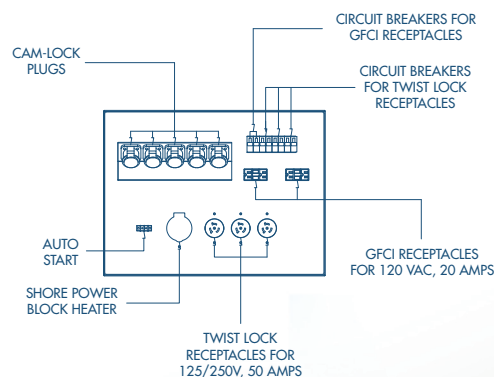 CIRCUIT BREAKERS FOR
GFCI RECEPTACLES
CAM-LOCK
PLUGS
CIRCUIT BREAKERS
FOR TWIST LOCK
RECEPTACLES
AUTO
START
GFCI RECEPTACLES
FOR 120 VAC, 20 AMPS
SHORE POWER
BLOCK HEATER
TWIST LOCK
RECEPTACLES FOR
125/250V, 50 AMPS